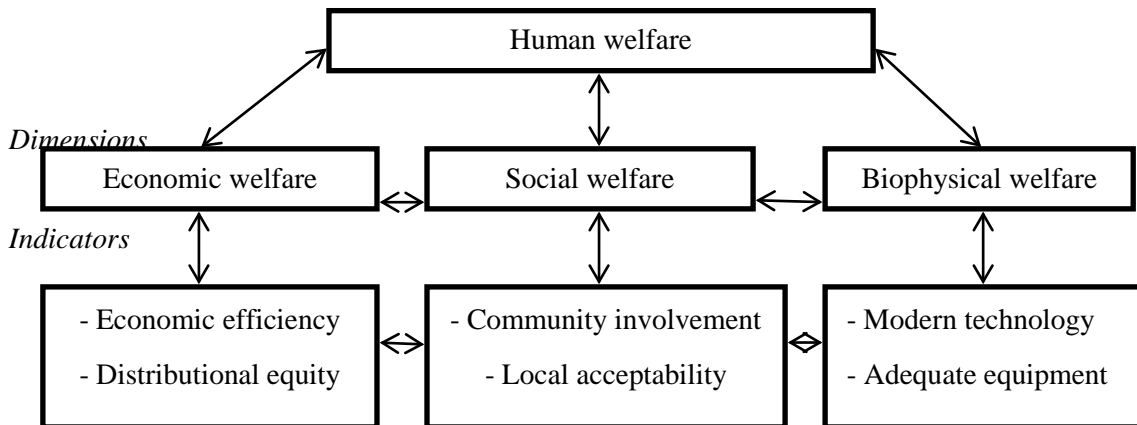 Human welfare
Dimensions
Economic welfare
Social welfare
Biophysical welfare
Indicators
- Economic efficiency
- Distributional equity
- Community involvement
- Local acceptability
- Modern technology
- Adequate equipment